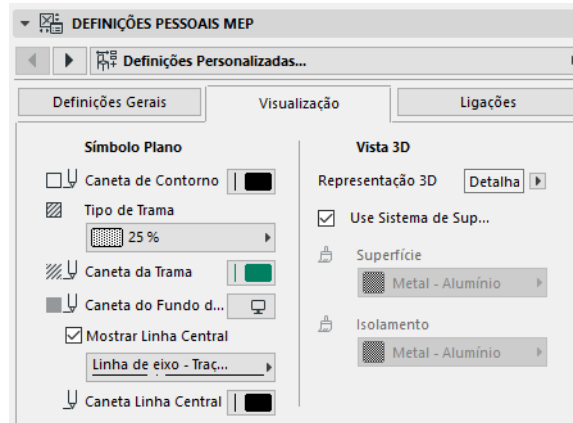 DEFINIÇÕES PESSOAIS MEP
Definições Personalizadas...
Definições Gerais
Visualização
Ligações
Símbolo Plano
Caneta de Contorno
Tipo de Trama
25 %
Caneta da Trama
Caneta do Fundo d...
Mostrar Linha Central
Linha de eixo - Traç...
Caneta Linha Central
Vista 3D
Representação 3D Detalha
Use Sistema de Sup...
Superfície
Metal - Alumínio
Isolamento
Metal - Alumínio